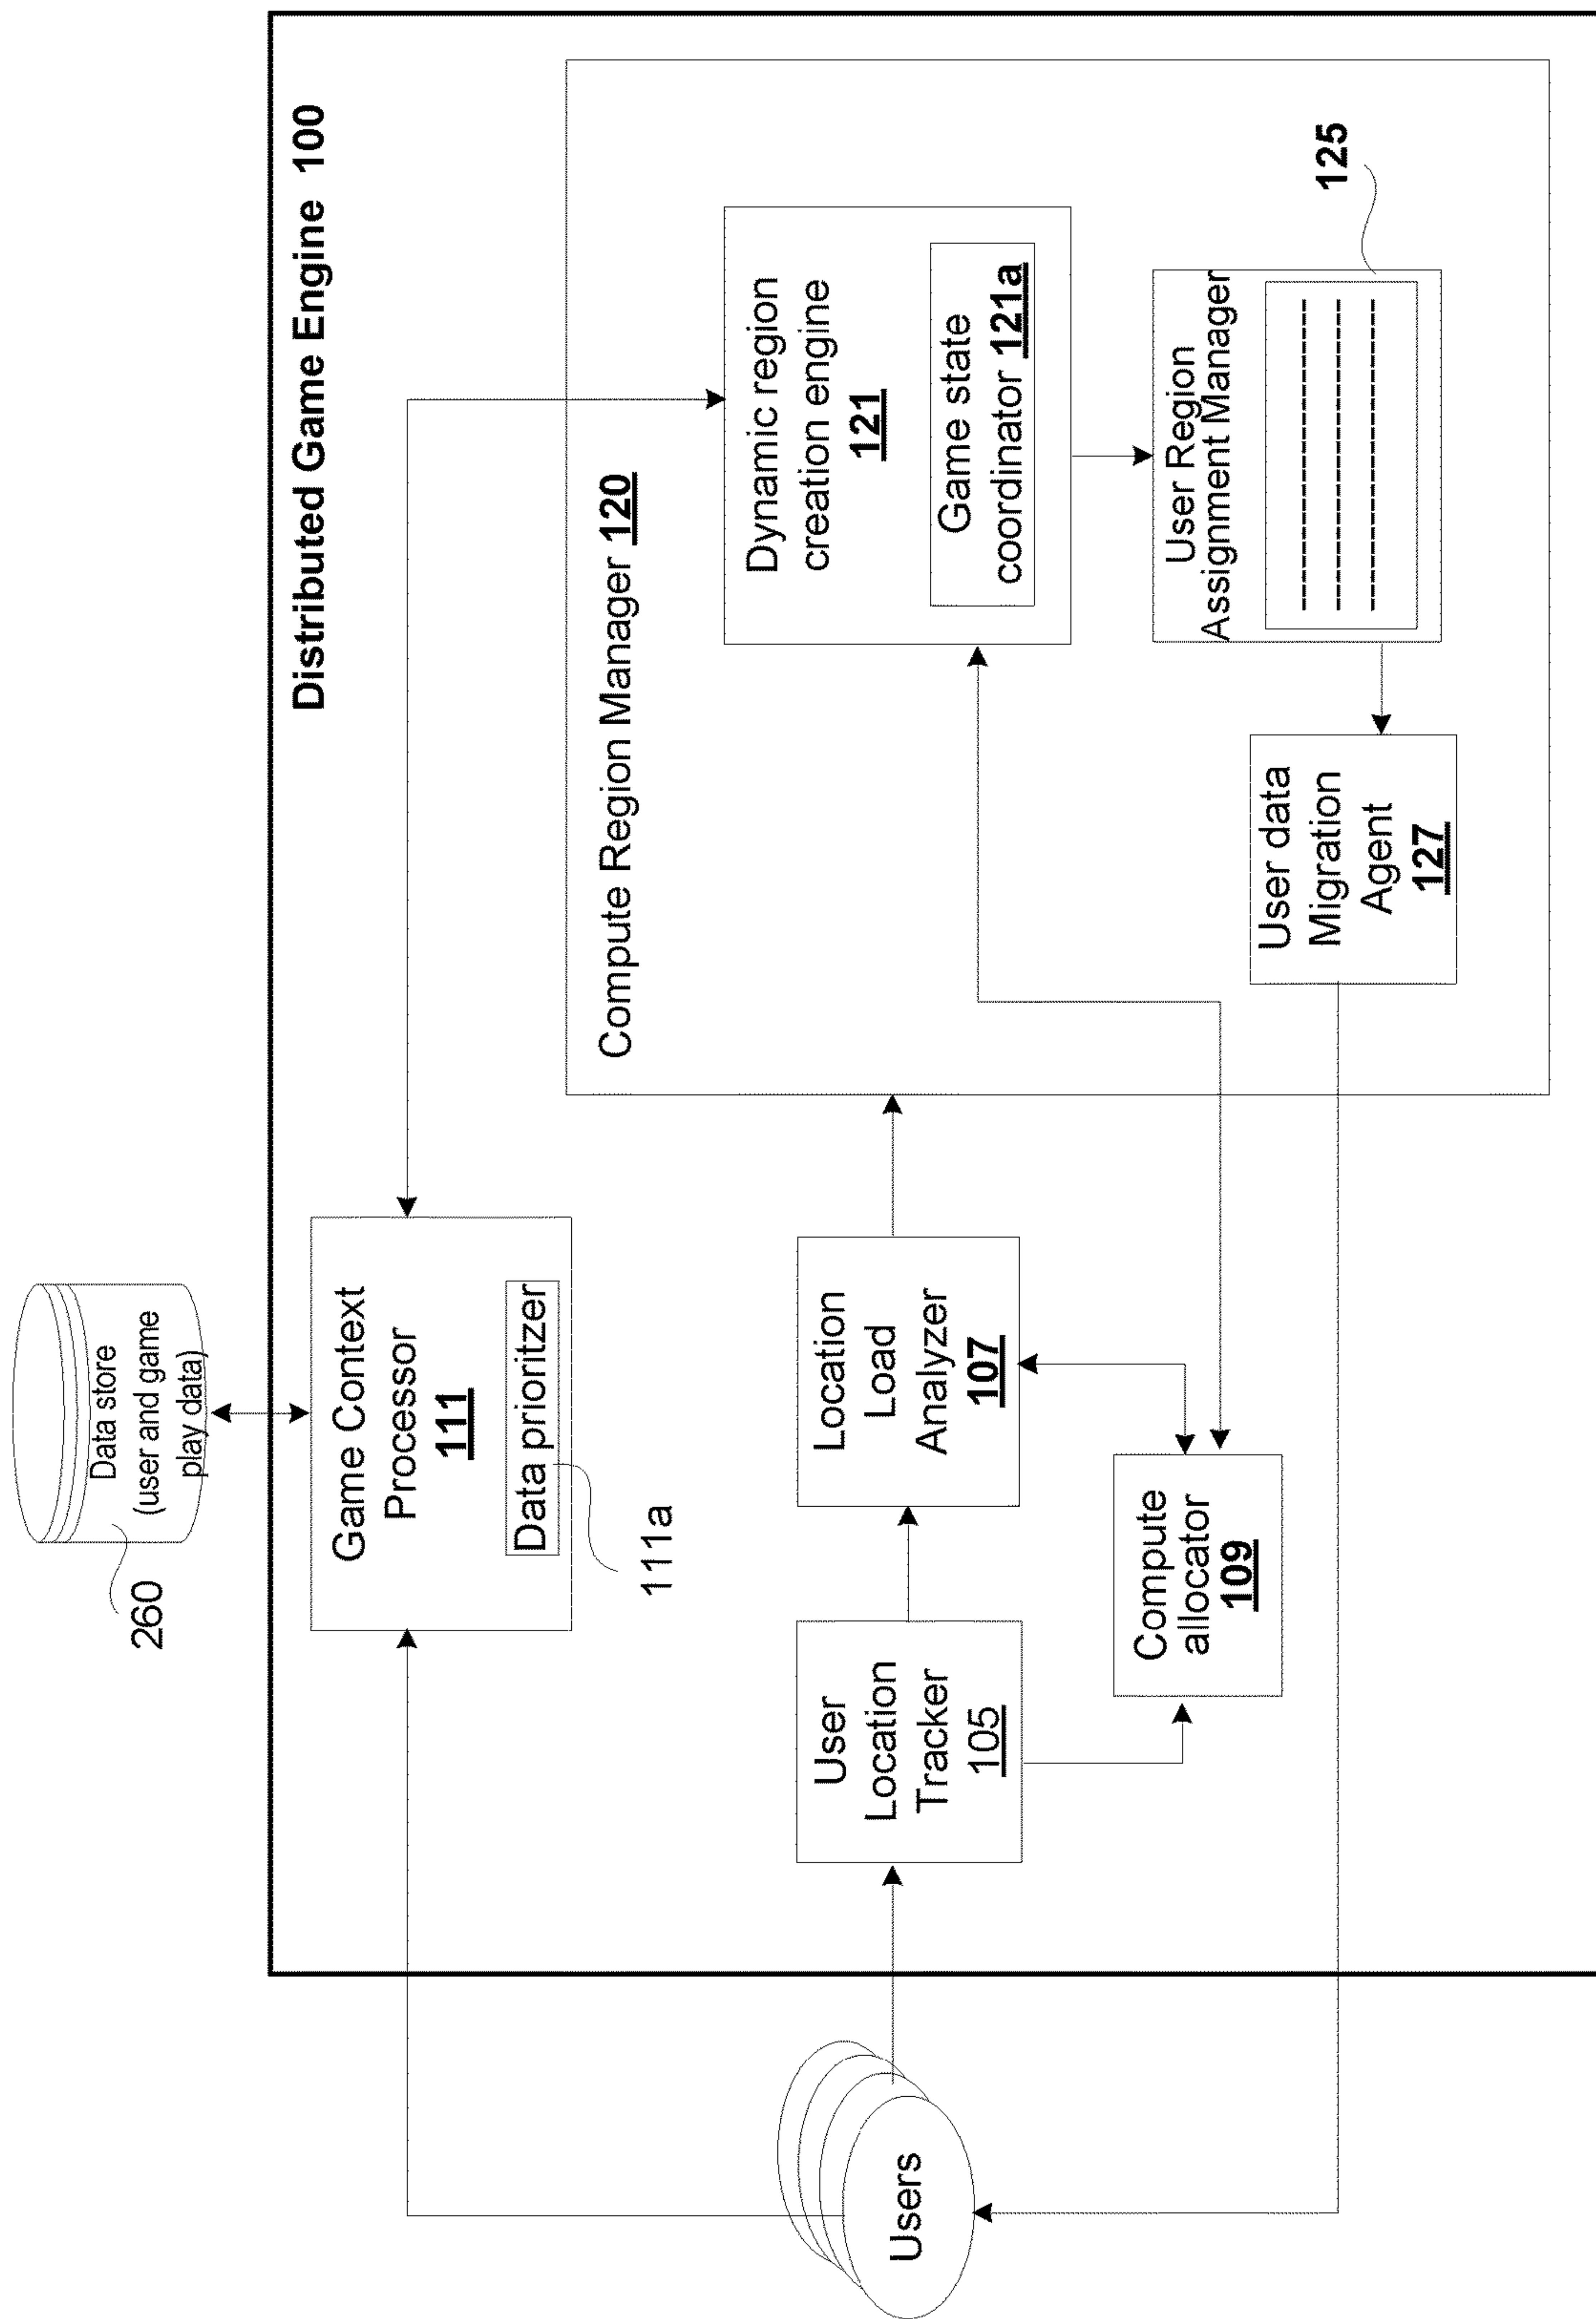 Distributed Game Engine 100
260
Data store
(user and game
play data)
Game Context
Processor
111
Data prioritzer
111a
Compute Region Manager 120
Dynamic region
creation engine
121
Game state
coordinator 121a
Users
User
Location
Tracker
105
Location
Load
Analyzer
107
Compute
allocator
109
User Region
Assignment Manager
125
User data
Migration
Agent
127